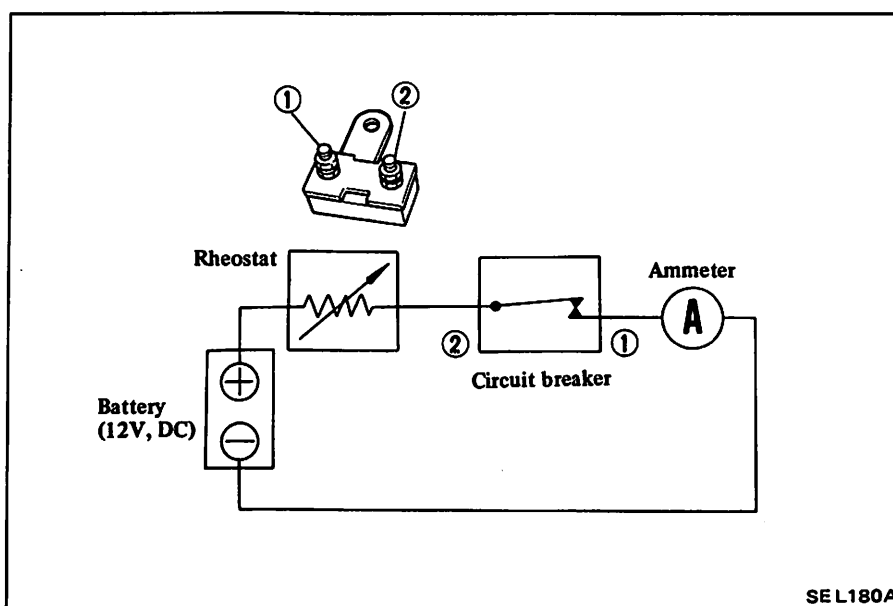 ①
②
Rheostat
Ammeter
A
②
①
Circuit breaker
Battery
(12V, DC)
+
−
SEL180A